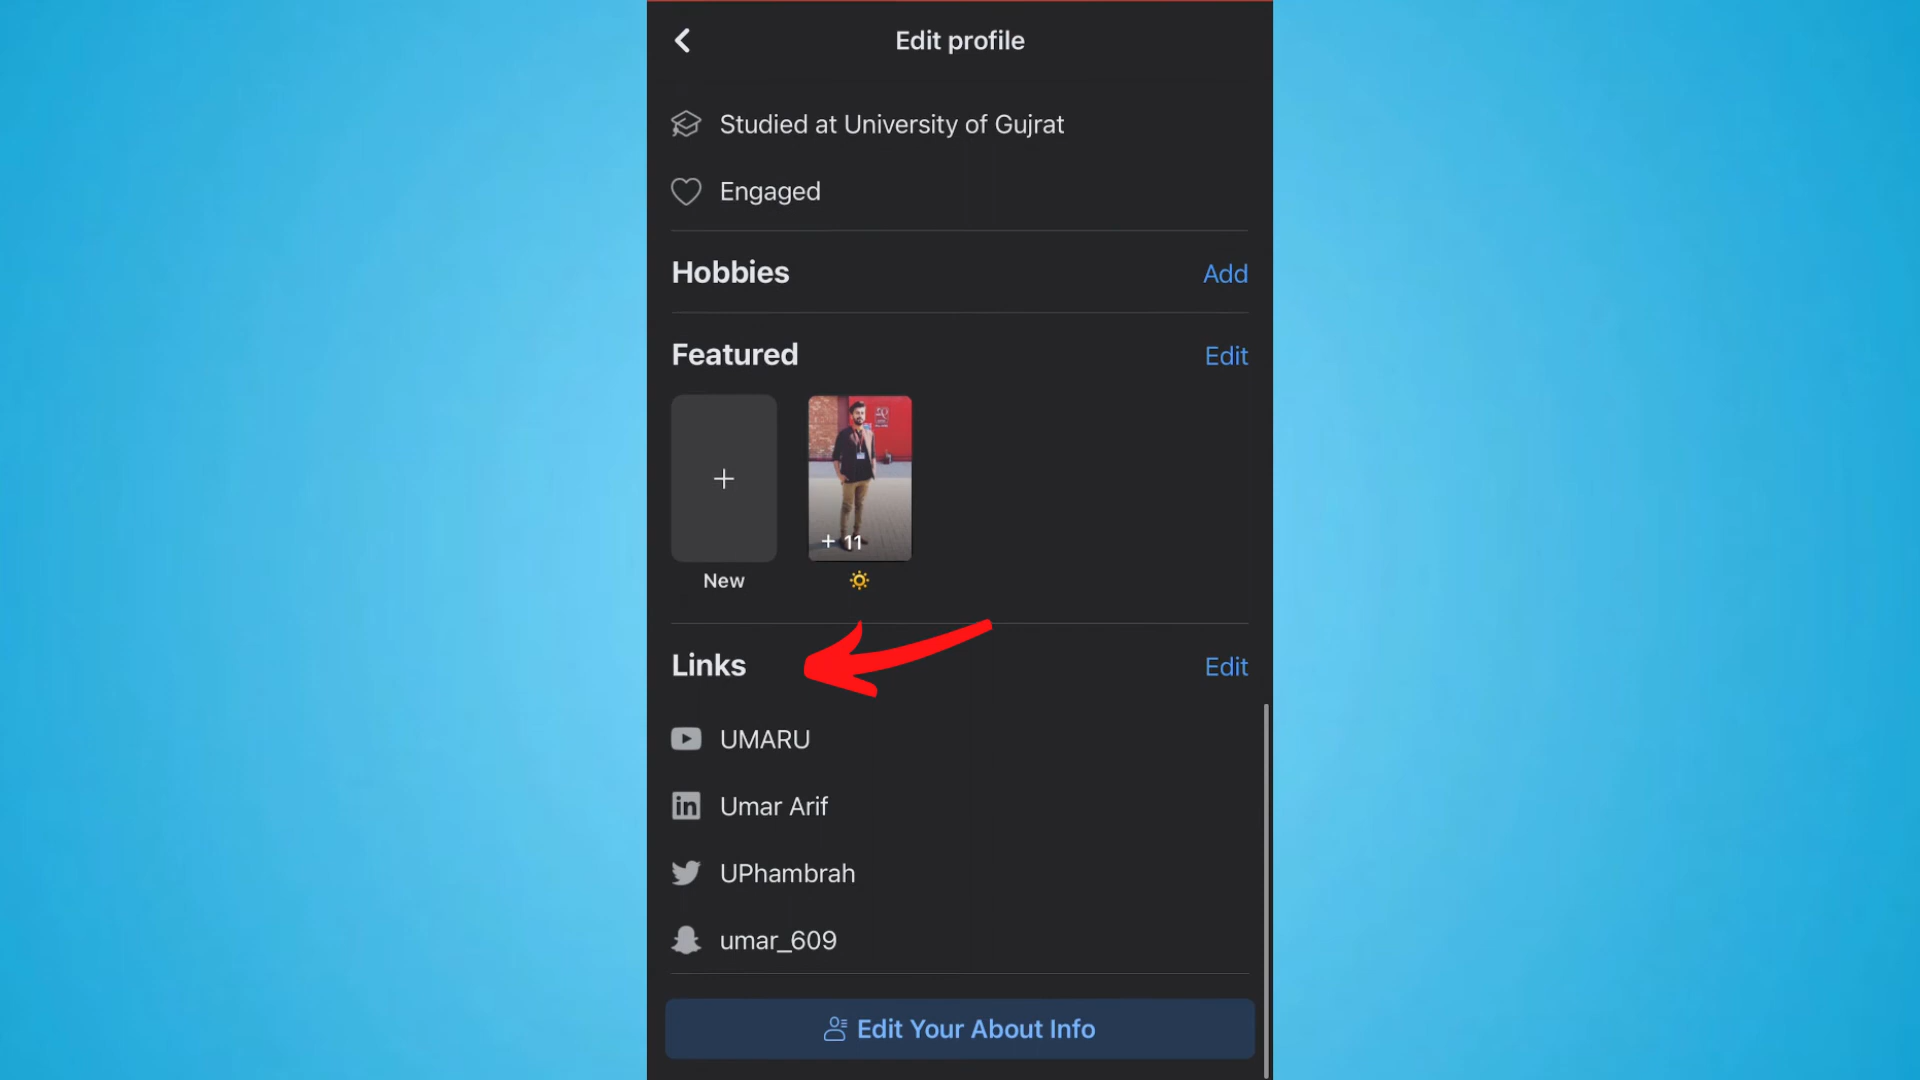 Edit profile
Studied at University of Gujrat
Engaged
Hobbies Add
Featured Edit
+
+ 11
New
Links Edit
UMARU
in Umar Arif
UPhambrah
umar_609
Edit Your About Info